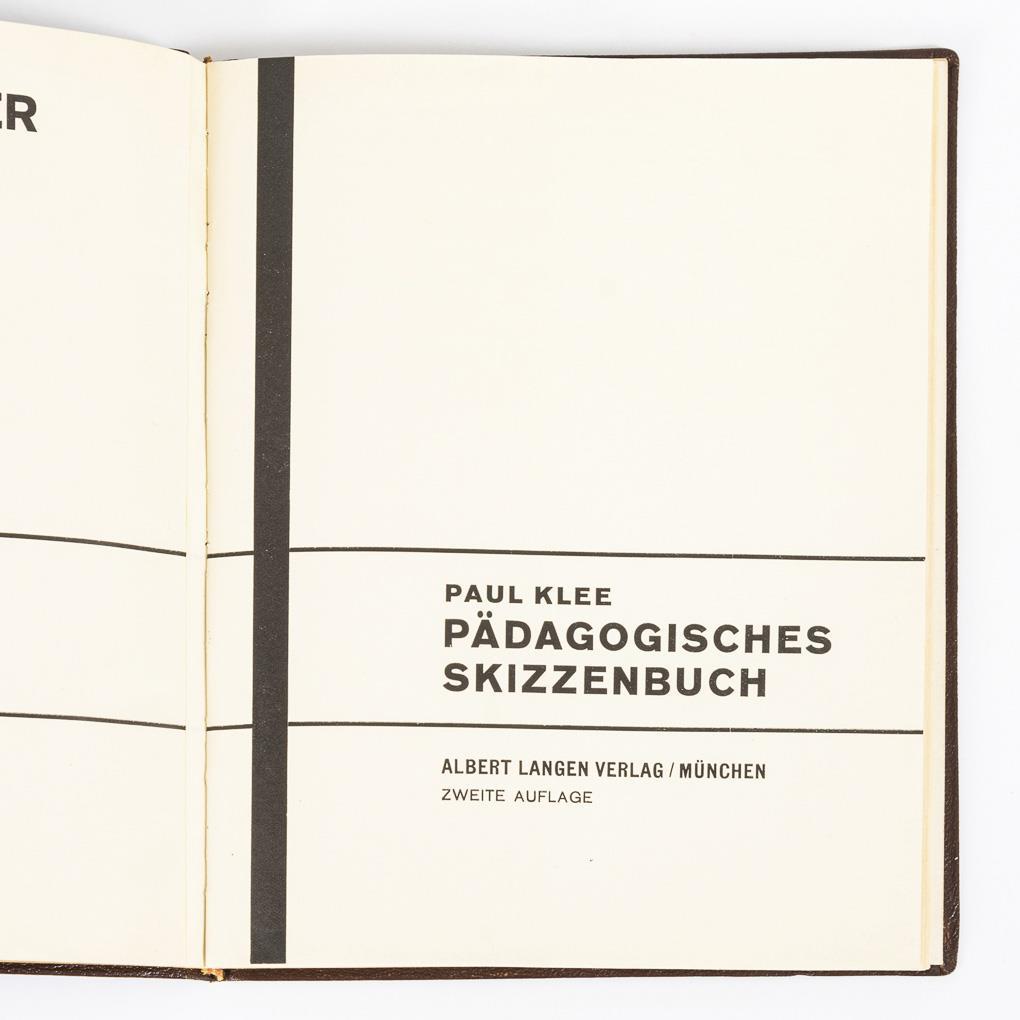 ER
PAUL KLEE
PÄDAGOGISCHES
SKIZZENBUCH
ALBERT LANGEN VERLAG / MÜNCHEN
ZWEITE AUFLAGE